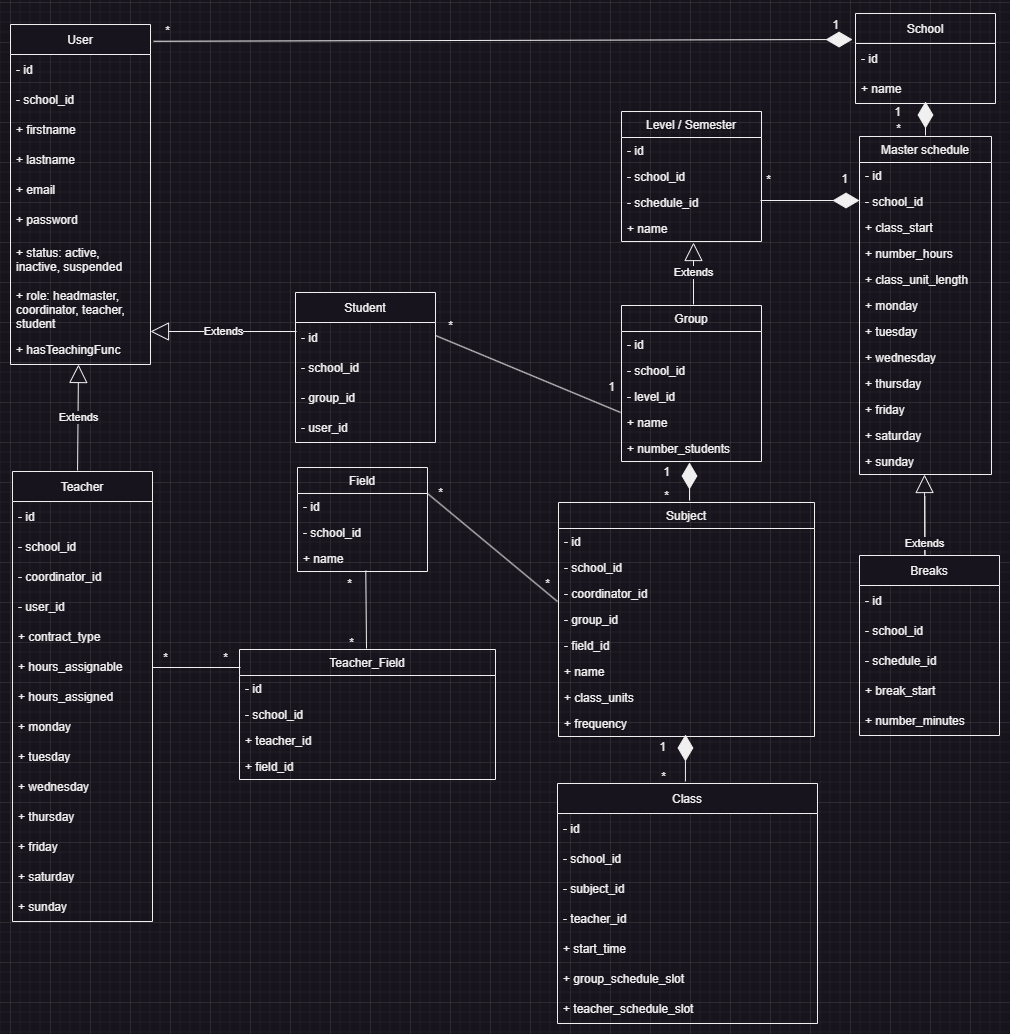 User
- id
- school_id
+ firstname
+ lastname
+ email
+ password
+ status: active,
inactive, suspended
+ role: headmaster,
coordinator, teacher,
student
+ hasTeachingFunc
*
1
School
- id
+ name
1
*
Level / Semester
- id
- school_id
- schedule_id
+ name
*
1
Master schedule
- id
- school_id
+ class_start
+ number_hours
+ class_unit_length
+ monday
+ tuesday
+ wednesday
+ thursday
+ friday
+ saturday
+ sunday
Extends
Extends
Student
- id
- school_id
- group_id
- user_id
*
1
Group
- id
- school_id
- level_id
+ name
+ number_students
Extends
1
*
Teacher
- id
- school_id
- coordinator_id
- user_id
+ contract_type
+ hours_assignable
+ hours_assigned
+ monday
+ tuesday
+ wednesday
+ thursday
+ friday
+ saturday
+ sunday
Field
- id
- school_id
+ name
*
*
*
*
*
*
Teacher_Field
- id
- school_id
+ teacher_id
+ field_id
Subject
- id
- school_id
- coordinator_id
- group_id
- field_id
+ name
+ class_units
+ frequency
Extends
Breaks
- id
- school_id
- schedule_id
+ break_start
+ number_minutes
1
*
Class
- id
- school_id
- subject_id
- teacher_id
+ start_time
+ group_schedule_slot
+ teacher_schedule_slot